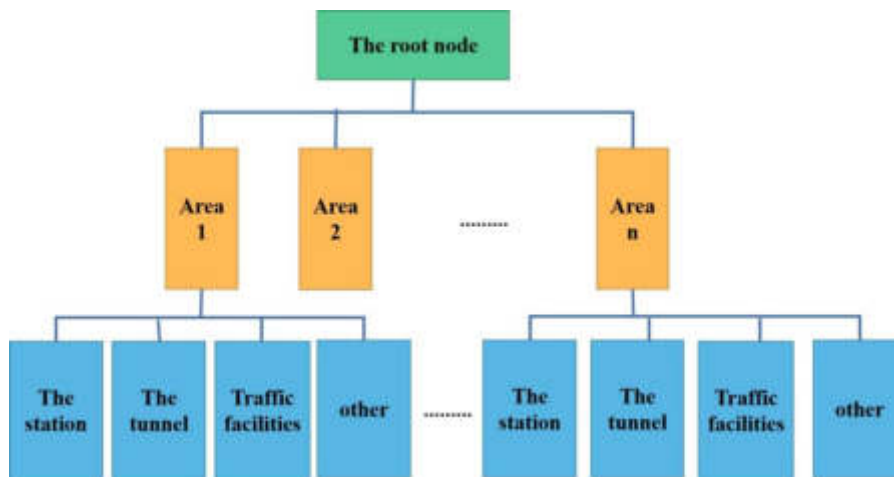 The root node
Area
1
Area
2
.........
Area
n
The
station
The
tunnel
Traffic
facilities
other
.........
The
station
The
tunnel
Traffic
facilities
other